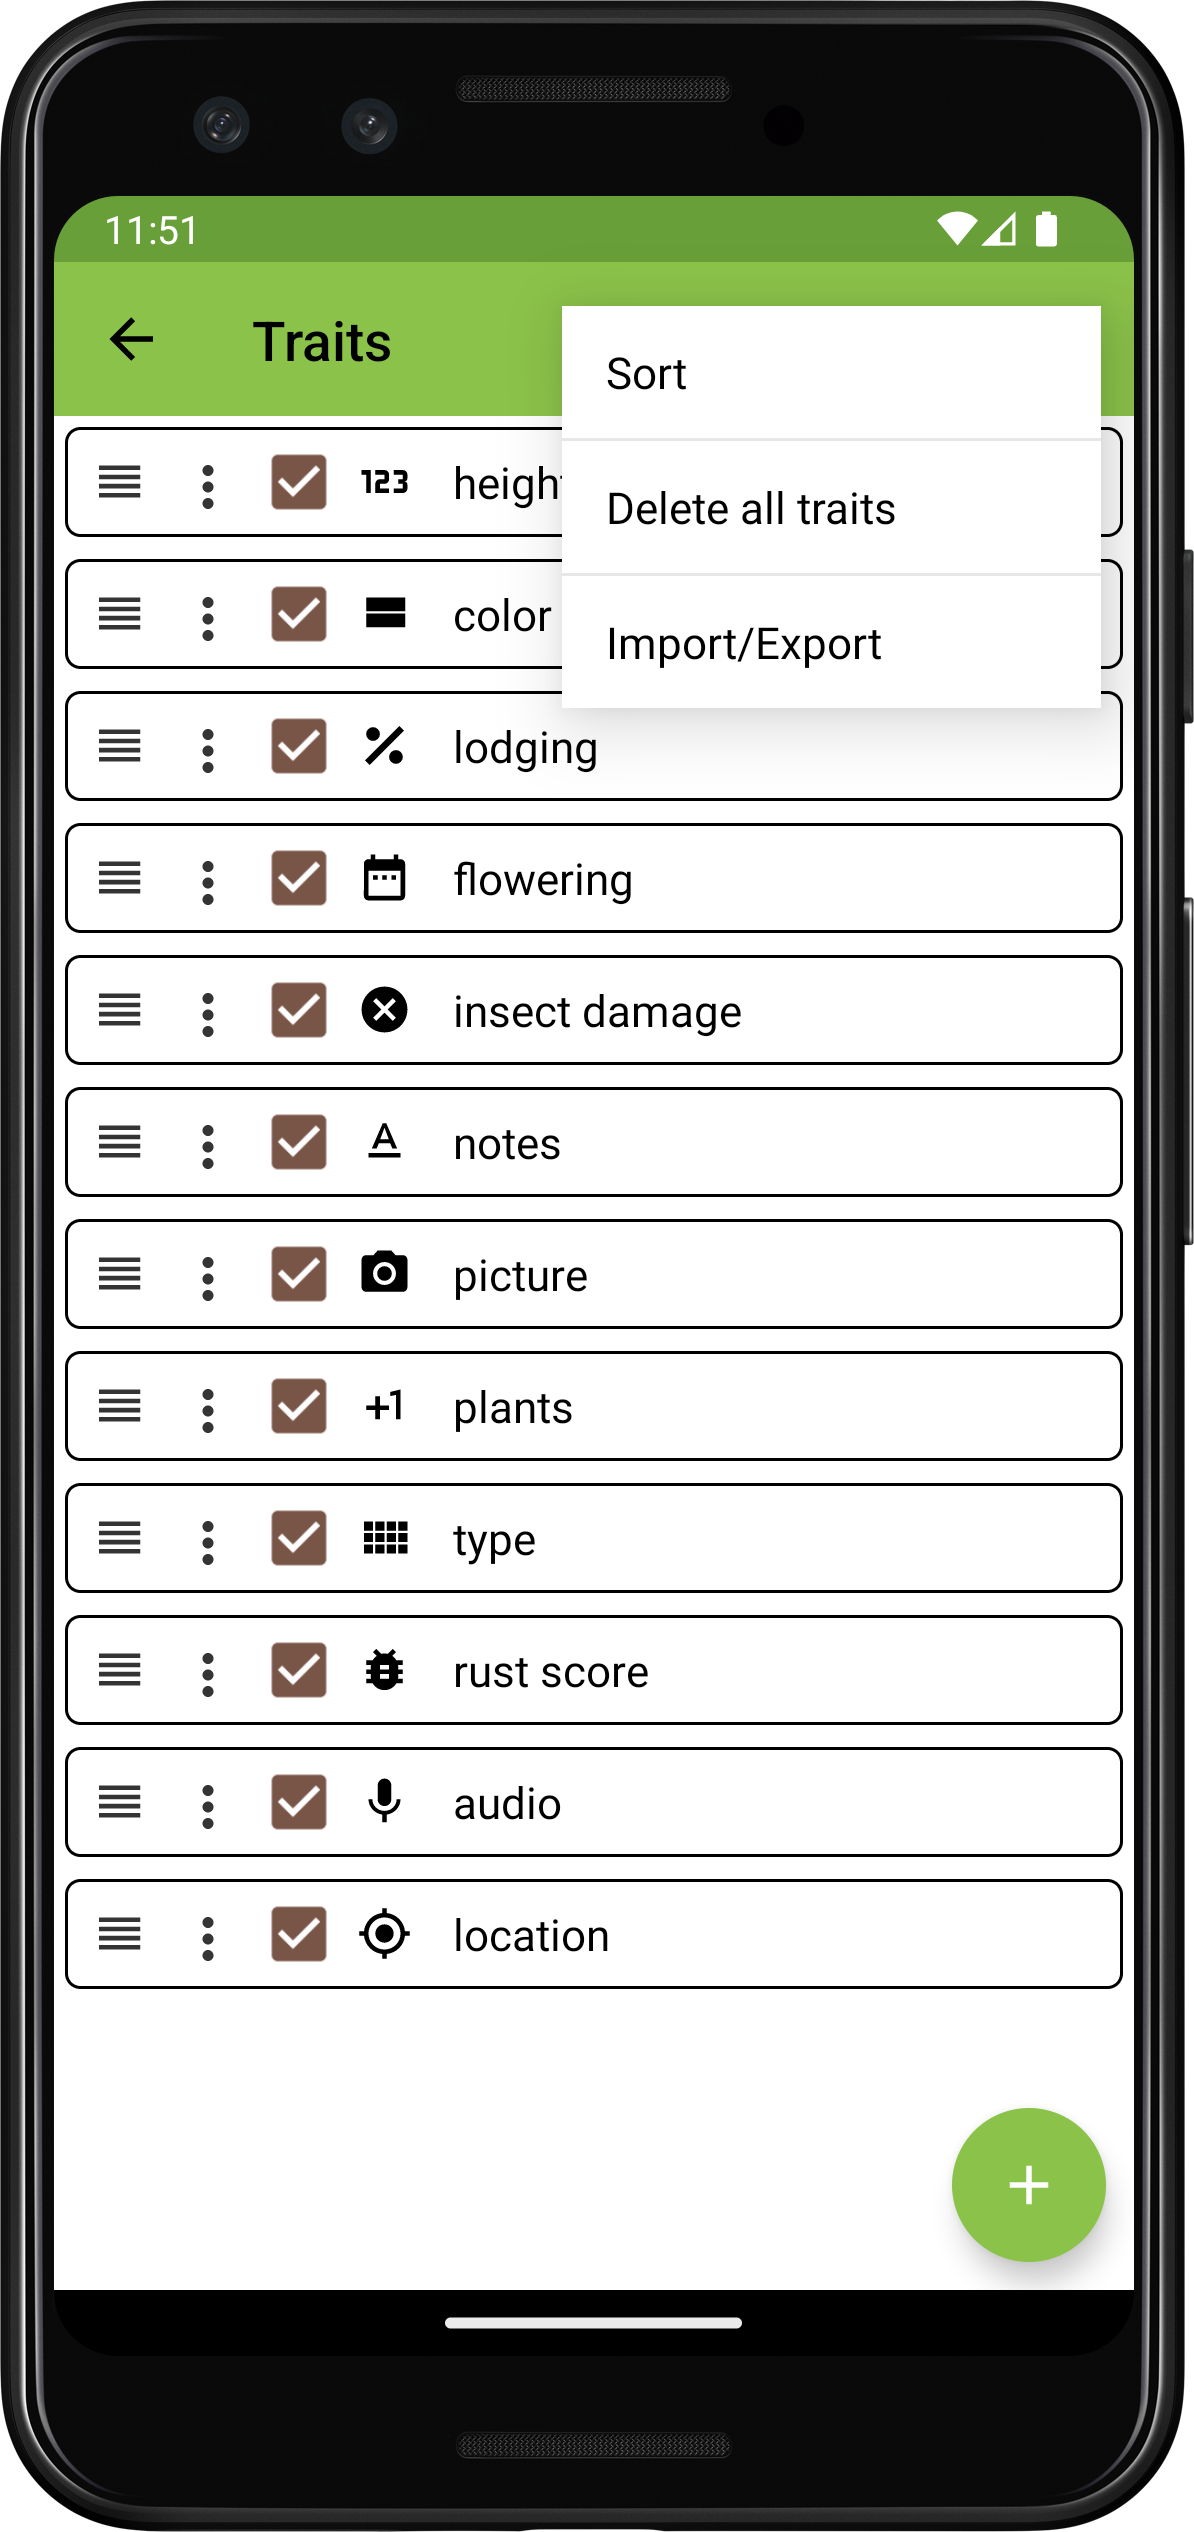 11:51
Traits
Sort
Delete all traits
Import/Export
123 height
color
lodging
flowering
insect damage
A notes
picture
+1 plants
type
rust score
audio
location